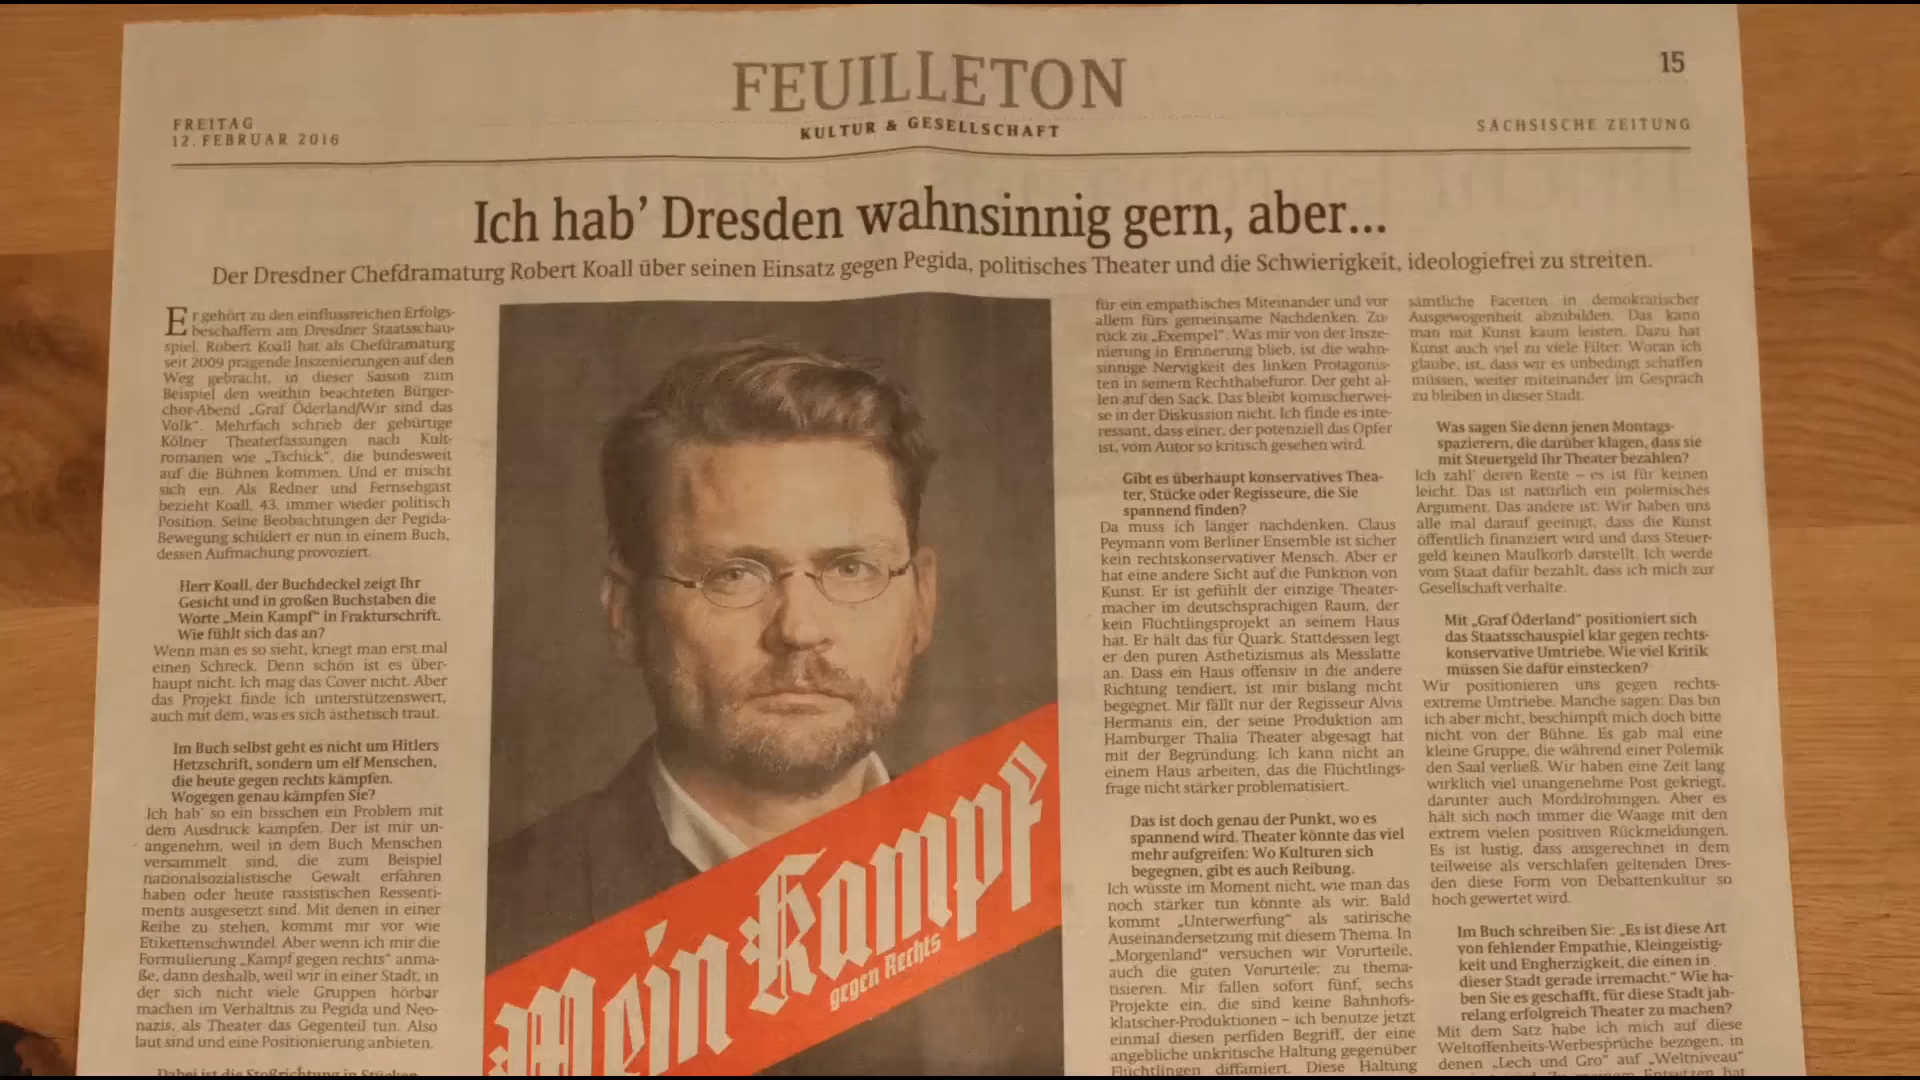 15
FEUILLETON
KULTUR & GESELLSCHAFT
FREITAG
12. FEBRUAR 2016
SÄCHSISCHE ZEITUNG
Ich hab’ Dresden wahnsinnig gern, aber...
Der Dresdner Chefdramaturg Robert Koall über seinen Einsatz gegen Pegida, politisches Theater und die Schwierigkeit, ideologiefrei zu streiten.
Er gehört zu den einflussreichen Erfolgs-
beschaffern am Dresdner Staatsschau-
spiel. Robert Koall hat als Chefdramaturg
seit 2009 prägende Inszenierungen auf den
Weg gebracht, in dieser Saison zum
Beispiel den weithin beachteten Bürger-
chor-Abend „Graf Öderland/Wir sind das
Volk“. Mehrfach schrieb der gebürtige
Kölner Theaterfassungen nach Kult-
romanen wie „Tschick“, die bundesweit
auf die Bühnen kommen. Und er mischt
sich ein. Als Redner und Fernsehgast
bezieht Koall, 43, immer wieder politisch
Position. Seine Beobachtungen der Pegida-
Bewegung schildert er nun in einem Buch,
dessen Aufmachung provoziert.
Herr Koall, der Buchdeckel zeigt Ihr
Gesicht und in großen Buchstaben die
Worte „Mein Kampf“ in Frakturschrift.
Wie fühlt sich das an?
Wenn man es so sieht, kriegt man erst mal
einen Schreck. Denn schön ist es über-
haupt nicht. Ich mag das Cover nicht. Aber
das Projekt finde ich unterstützenswert,
auch mit dem, was es sich ästhetisch traut.
Im Buch selbst geht es nicht um Hitlers
Hetzschrift, sondern um elf Menschen,
die heute gegen rechts kämpfen.
Wogegen genau kämpfen Sie?
Ich hab’ so ein bisschen ein Problem mit
dem Ausdruck kämpfen. Der ist mir un-
angenehm, weil in dem Buch Menschen
versammelt sind, die zum Beispiel
nationalsozialistische Gewalt erfahren
haben oder heute rassistischen Ressenti-
ments ausgesetzt sind. Mit denen in einer
Reihe zu stehen, kommt mir vor wie
Etikettenschwindel. Aber wenn ich mir die
Formulierung „Kampf gegen rechts“ anma-
ße, dann deshalb, weil wir in einer Stadt, in
der sich nicht viele Gruppen hörbar
machen im Verhältnis zu Pegida und Neo-
nazis, als Theater das Gegenteil tun. Also
laut sind und eine Positionierung anbieten.
Dabei ist die Stoßrichtung in Stücken
Mein Kampf
gegen Rechts
für ein empathisches Miteinander und vor
allem fürs gemeinsame Nachdenken. Zu-
rück zu „Exempel“. Was mir von der Insze-
nierung in Erinnerung blieb, ist die wahn-
sinnige Nervigkeit des linken Protagonis-
ten in seinem Rechthabefuror. Der geht al-
len auf den Sack. Das bleibt komischerwei-
se in der Diskussion nicht. Ich finde es inte-
ressant, dass einer, der potenziell das Opfer
ist, vom Autor so kritisch gesehen wird.
Gibt es überhaupt konservatives Thea-
ter, Stücke oder Regisseure, die Sie
spannend finden?
Da muss ich länger nachdenken. Claus
Peymann vom Berliner Ensemble ist sicher
kein rechtskonservativer Mensch. Aber er
hat eine andere Sicht auf die Funktion von
Kunst. Er ist gefühlt der einzige Theater-
macher im deutschsprachigen Raum, der
kein Flüchtlingsprojekt an seinem Haus
hat. Er hält das für Quark. Stattdessen legt
er den puren Ästhetizismus als Messlatte
an. Dass ein Haus offensiv in die andere
Richtung tendiert, ist mir bislang nicht
begegnet. Mir fällt nur der Regisseur Alvis
Hermanis ein, der seine Produktion am
Hamburger Thalia Theater abgesagt hat
mit der Begründung: Ich kann nicht an
einem Haus arbeiten, das die Flüchtlings-
frage nicht stärker problematisiert.
Das ist doch genau der Punkt, wo es
spannend wird. Theater könnte das viel
mehr aufgreifen: Wo Kulturen sich
begegnen, gibt es auch Reibung.
Ich wüsste im Moment nicht, wie man das
noch stärker tun könnte als wir. Bald
kommt „Unterwerfung“ als satirische
Auseinandersetzung mit diesem Thema. In
„Morgenland“ versuchen wir Vorurteile,
auch die guten Vorurteile, zu thema-
tisieren. Mir fallen sofort fünf, sechs
Projekte ein, die sind keine Bahnhofs-
klatscher-Produktionen – ich benutze jetzt
einmal diesen perfiden Begriff, der eine
angebliche unkritische Haltung gegenüber
Flüchtlingen diffamiert. Diese Haltung
sämtliche Facetten in demokratischer
Ausgewogenheit abzubilden. Das kann
man mit Kunst kaum leisten. Dazu hat
Kunst auch viel zu viele Filter. Woran ich
glaube, ist, dass wir es unbedingt schaffen
müssen, weiter miteinander im Gespräch
zu bleiben in dieser Stadt.
Was sagen Sie denn jenen Montags-
spazierern, die darüber klagen, dass sie
mit Steuergeld Ihr Theater bezahlen?
Ich zahl’ deren Rente – es ist für keinen
leicht. Das ist natürlich ein polemisches
Argument. Das andere ist: Wir haben uns
alle mal darauf geeinigt, dass die Kunst
öffentlich finanziert wird und dass Steuer-
geld keinen Maulkorb darstellt. Ich werde
vom Staat dafür bezahlt, dass ich mich zur
Gesellschaft verhalte.
Mit „Graf Öderland“ positioniert sich
das Staatsschauspiel klar gegen rechts-
konservative Umtriebe. Wie viel Kritik
müssen Sie dafür einstecken?
Wir positionieren uns gegen rechts-
extreme Umtriebe. Manche sagen: Das bin
ich aber nicht, beschimpft mich doch bitte
nicht von der Bühne. Es gab mal eine
kleine Gruppe, die während einer Polemik
den Saal verließ. Wir haben eine Zeit lang
wirklich viel unangenehme Post gekriegt,
darunter auch Morddrohungen. Aber es
hält sich noch immer die Waage mit den
extrem vielen positiven Rückmeldungen.
Es ist lustig, dass ausgerechnet in dem
teilweise als verschlafen geltenden Dres-
den diese Form von Debattenkultur so
hoch gewertet wird.
Im Buch schreiben Sie: „Es ist diese Art
von fehlender Empathie, Kleingeistig-
keit und Engherzigkeit, die einen in
dieser Stadt gerade irremacht.“ Wie ha-
ben Sie es geschafft, für diese Stadt jah-
relang erfolgreich Theater zu machen?
Mit dem Satz habe ich mich auf diese
Weltoffenheits-Werbesprüche bezogen, in
denen „Lech und Gro“ auf „Weltniveau“